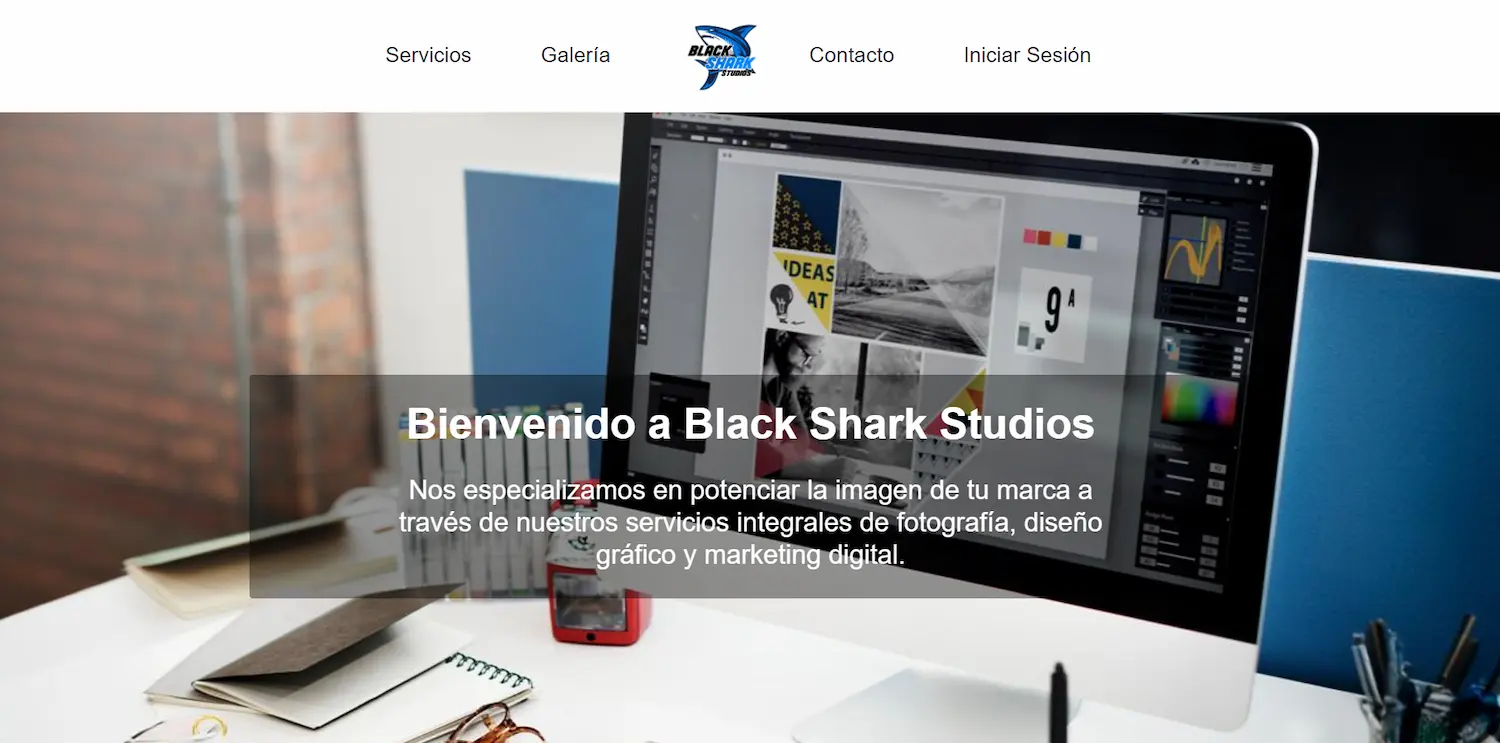 Servicios
Galería
BLACK
SHARK
STUDIOS
Contacto
Iniciar Sesión
IDEAS
AT
9 A
Bienvenido a Black Shark Studios
Nos especializamos en potenciar la imagen de tu marca a
través de nuestros servicios integrales de fotografía, diseño
gráfico y marketing digital.